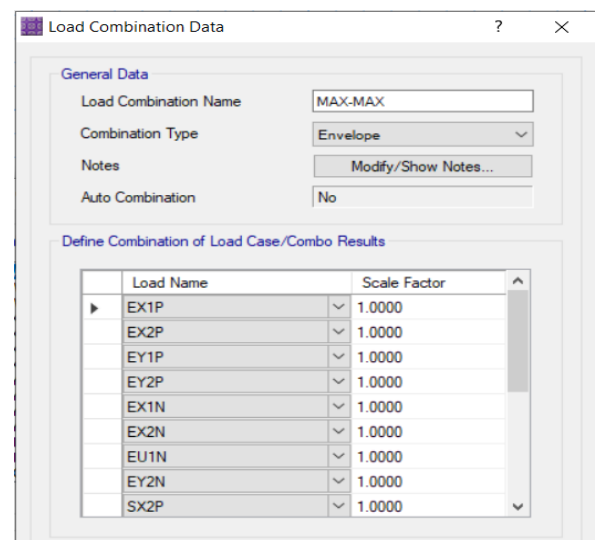 Load Combination Data ? ×
General Data
Load Combination Name MAX-MAX
Combination Type Envelope
Notes Modify/Show Notes...
Auto Combination No
Define Combination of Load Case/Combo Results
Load Name Scale Factor
EX1P 1.0000
EX2P 1.0000
EY1P 1.0000
EY2P 1.0000
EX1N 1.0000
EX2N 1.0000
EU1N 1.0000
EY2N 1.0000
SX2P 1.0000